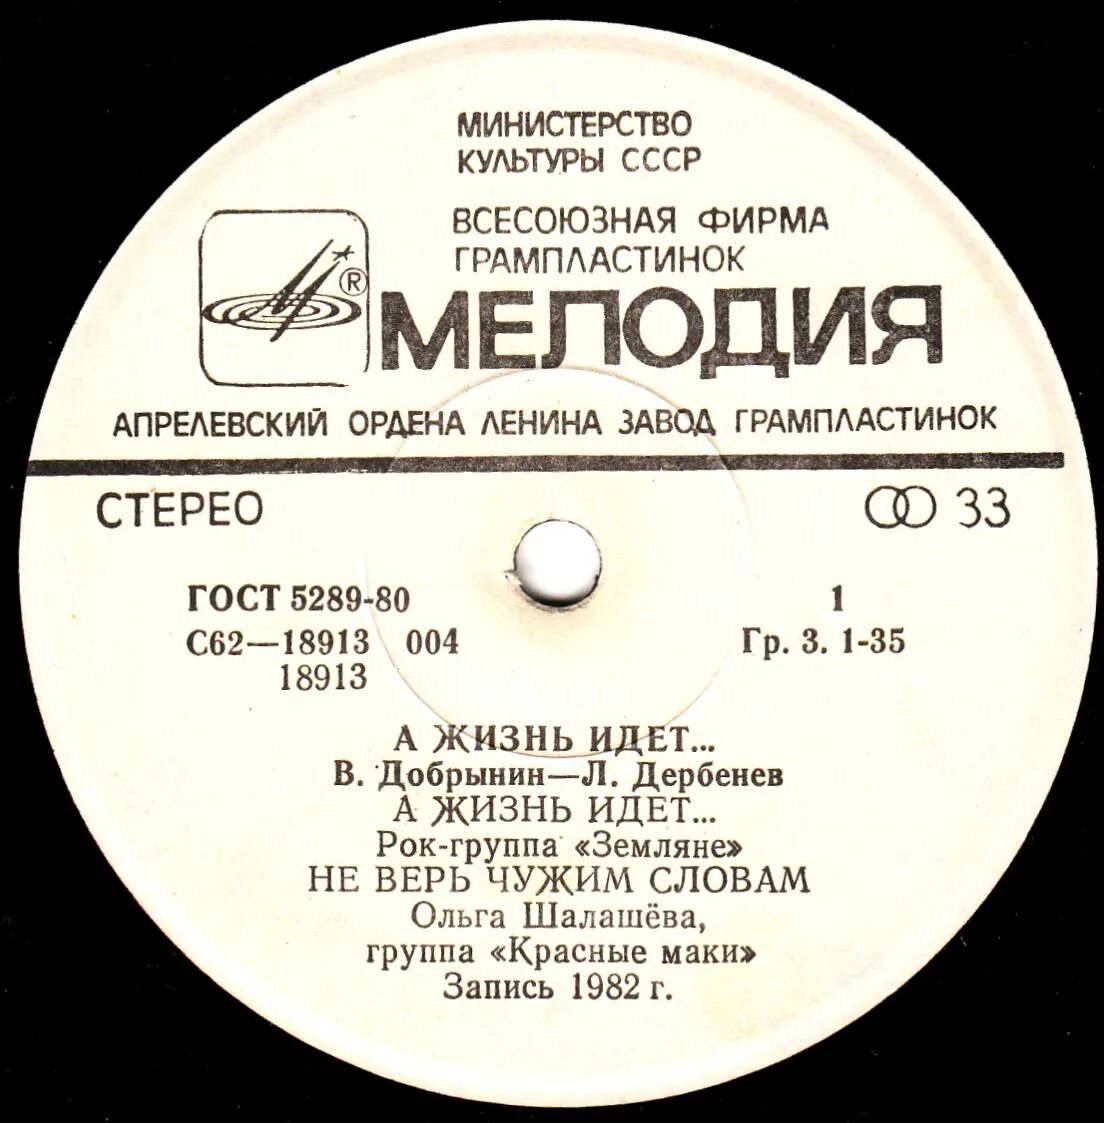 МИНИСТЕРСТВО
КУЛЬТУРЫ СССР
ВСЕСОЮЗНАЯ ФИРМА
ГРАМПЛАСТИНОК
®
МЕЛОДИЯ
АПРЕЛЕВСКИЙ ОРДЕНА ЛЕНИНА ЗАВОД ГРАМПЛАСТИНОК
СТЕРЕО 33
ГОСТ 5289-80 1
С62—18913 004 Гр. 3. 1-35
18913
А ЖИЗНЬ ИДЕТ...
В. Добрынин—Л. Дербенев
А ЖИЗНЬ ИДЕТ...
Рок-группа «Земляне»
НЕ ВЕРЬ ЧУЖИМ СЛОВАМ
Ольга Шалашёва,
группа «Красные маки»
Запись 1982 г.